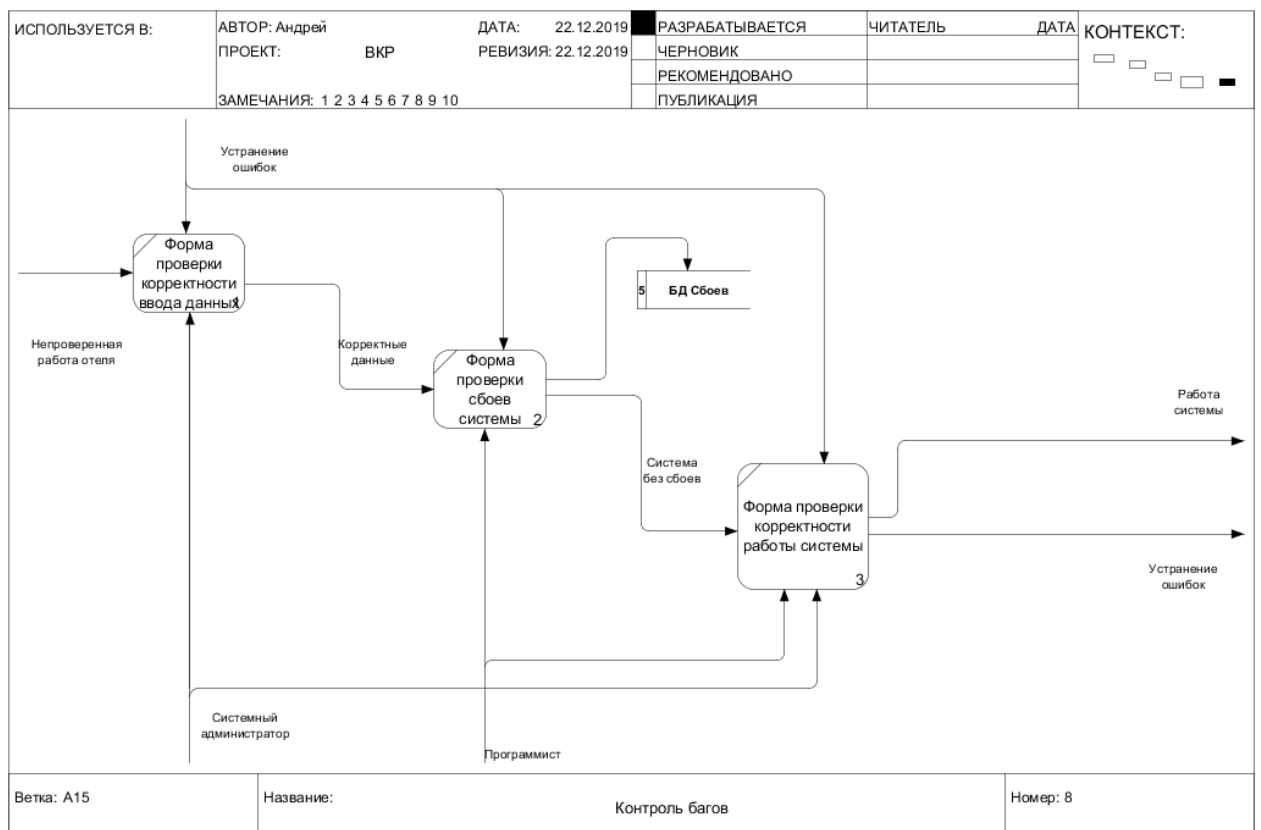 ИСПОЛЬЗУЕТСЯ В:
АВТОР: Андрей
ДАТА: 22.12.2019
ПРОЕКТ: ВКР
РЕВИЗИЯ: 22.12.2019
ЗАМЕЧАНИЯ: 1 2 3 4 5 6 7 8 9 10
РАЗРАБАТЫВАЕТСЯ
ЧЕРНОВИК
РЕКОМЕНДОВАНО
ПУБЛИКАЦИЯ
ЧИТАТЕЛЬ
ДАТА
КОНТЕКСТ:
Устранение
ошибок
Форма
проверки
корректности
ввода данных
1
Непроверенная
работа отеля
Корректные
данные
5 БД Сбоев
Форма
проверки
сбоев
системы 2
Система
без сбоев
Работа
системы
Форма проверки
корректности
работы системы
3
Устранение
ошибок
Системный
администратор
Программист
Ветка: A15
Название:
Контроль багов
Номер: 8